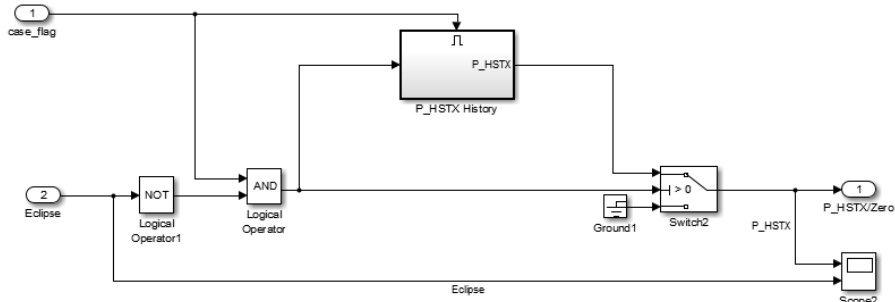 1
case_flag
P_HSTX
P_HSTX History
2
Eclipse
NOT
Logical
Operator1
AND
Logical
Operator
> 0
Switch2
Ground1
1
P_HSTX/Zero
P_HSTX
Eclipse
Scope2